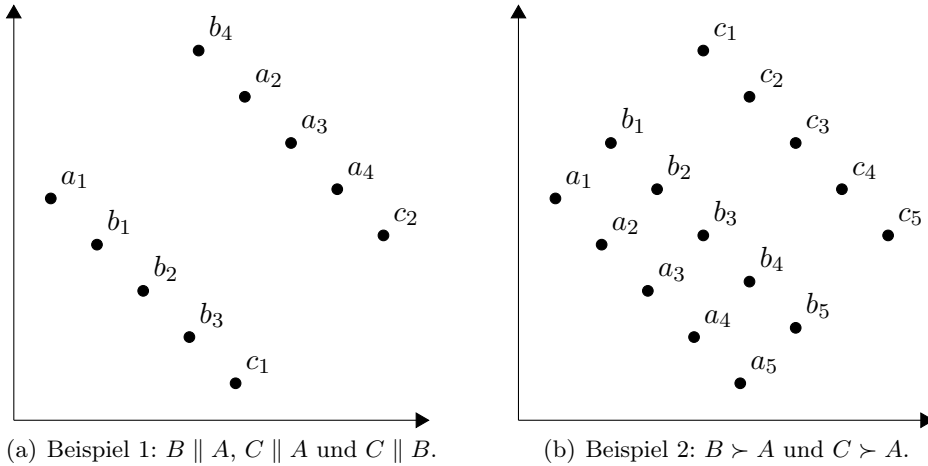 b₄
a₂
a₃
a₄
a₁
c₂
b₁
b₂
b₃
c₁
(a) Beispiel 1: B ∥ A, C ∥ A und C ∥ B.
c₁
c₂
b₁
c₃
a₁
b₂
c₄
a₂
b₃
c₅
a₃
b₄
a₄
b₅
a₅
(b) Beispiel 2: B ≻ A und C ≻ A.